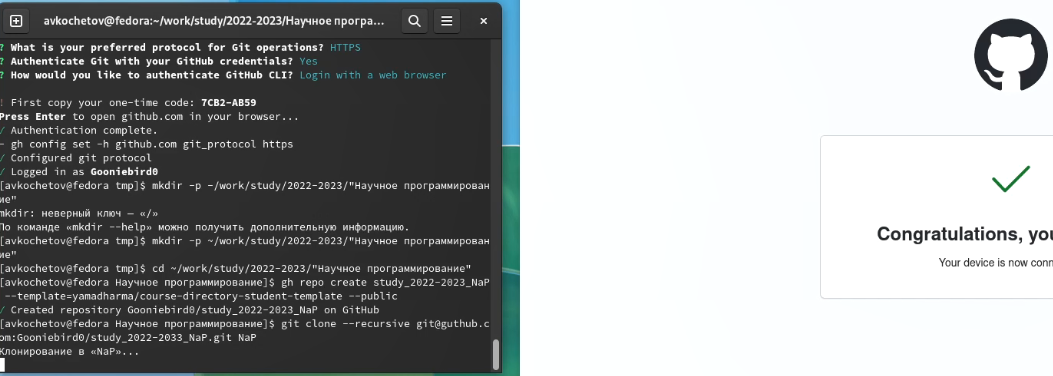 avkochetov@fedora:~/work/study/2022-2023/Научное програ...
? What is your preferred protocol for Git operations? HTTPS
? Authenticate Git with your GitHub credentials? Yes
? How would you like to authenticate GitHub CLI? Login with a web browser
! First copy your one-time code: 7CB2-AB59
Press Enter to open github.com in your browser...
✓ Authentication complete.
- gh config set -h github.com git_protocol https
✓ Configured git protocol
✓ Logged in as Gooniebird0
[avkochetov@fedora tmp]$ mkdir -p -/work/study/2022-2023/"Научное программирован
ие"
mkdir: неверный ключ — «/»
По команде «mkdir --help» можно получить дополнительную информацию.
[avkochetov@fedora tmp]$ mkdir -p ~/work/study/2022-2023/"Научное программирован
ие"
[avkochetov@fedora tmp]$ cd ~/work/study/2022-2023/"Научное программирование"
[avkochetov@fedora Научное программирование]$ gh repo create study_2022-2023_NaP
--template=yamadharma/course-directory-student-template --public
✓ Created repository Gooniebird0/study_2022-2023_NaP on GitHub
[avkochetov@fedora Научное программирование]$ git clone --recursive git@guthub.c
om:Gooniebird0/study_2022-2033_NaP.git NaP
Клонирование в «NaP»...
Congratulations, you
Your device is now conn